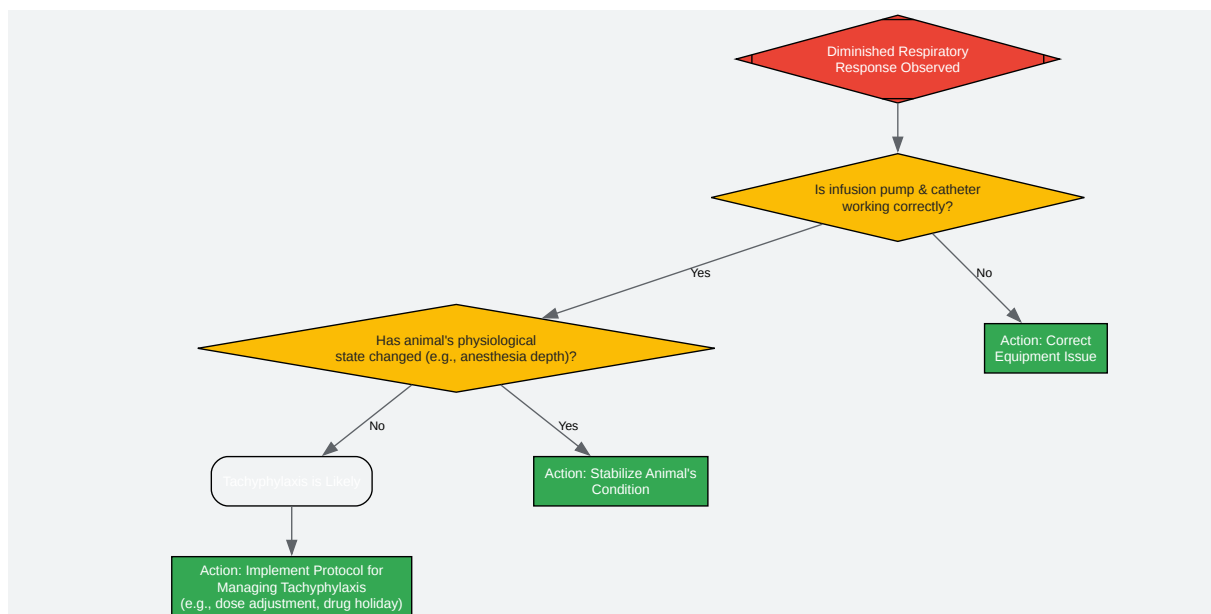 Diminished Respiratory
Response Observed
Is infusion pump & catheter
working correctly?
Yes
No
Has animal's physiological
state changed (e.g., anesthesia depth)?
Action: Correct
Equipment Issue
No
Yes
Tachyphylaxis is Likely
Action: Stabilize Animal's
Condition
Action: Implement Protocol for
Managing Tachyphylaxis
(e.g., dose adjustment, drug holiday)